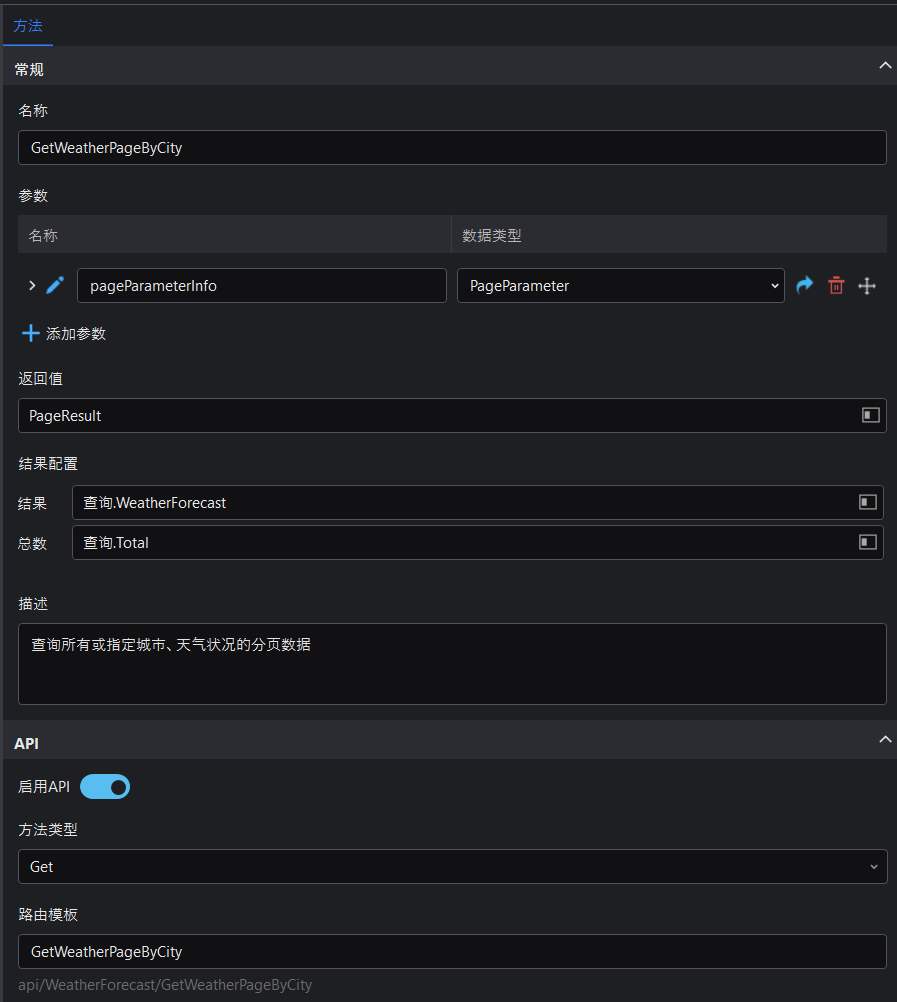 方法
常规
名称
GetWeatherPageByCity
参数
名称 数据类型
pageParameterInfo PageParameter
添加参数
返回值
PageResult
结果配置
结果 查询.WeatherForecast
总数 查询.Total
描述
查询所有或指定城市、天气状况的分页数据
API
启用API
方法类型
Get
路由模板
GetWeatherPageByCity
api/WeatherForecast/GetWeatherPageByCity